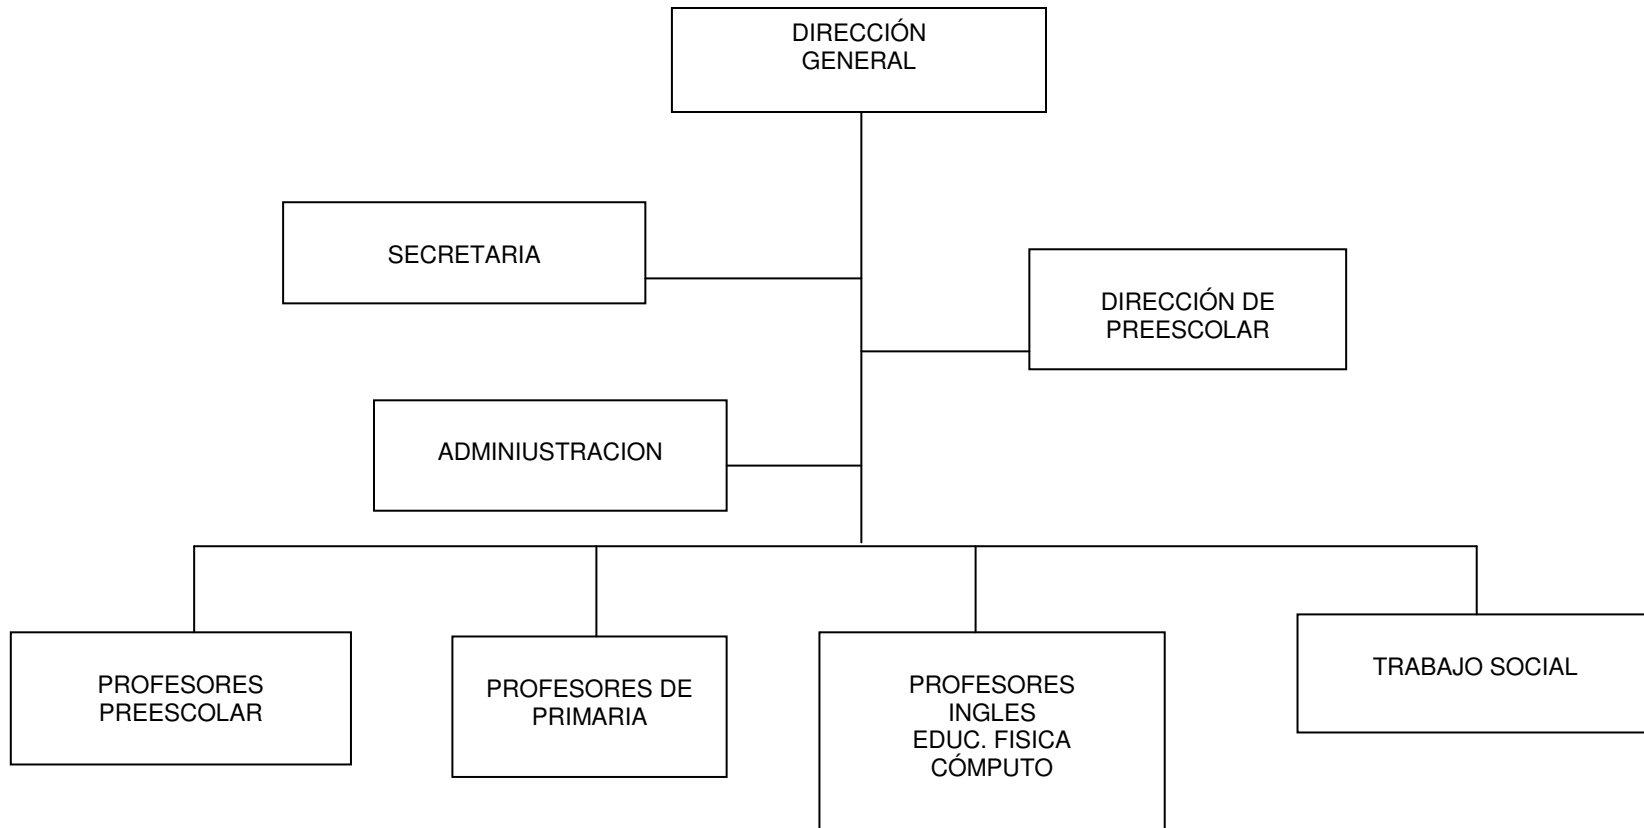 DIRECCIÓN
GENERAL
SECRETARIA
DIRECCIÓN DE
PREESCOLAR
ADMINIUSTRACION
PROFESORES
PREESCOLAR
PROFESORES DE
PRIMARIA
PROFESORES
INGLES
EDUC. FISICA
CÓMPUTO
TRABAJO SOCIAL